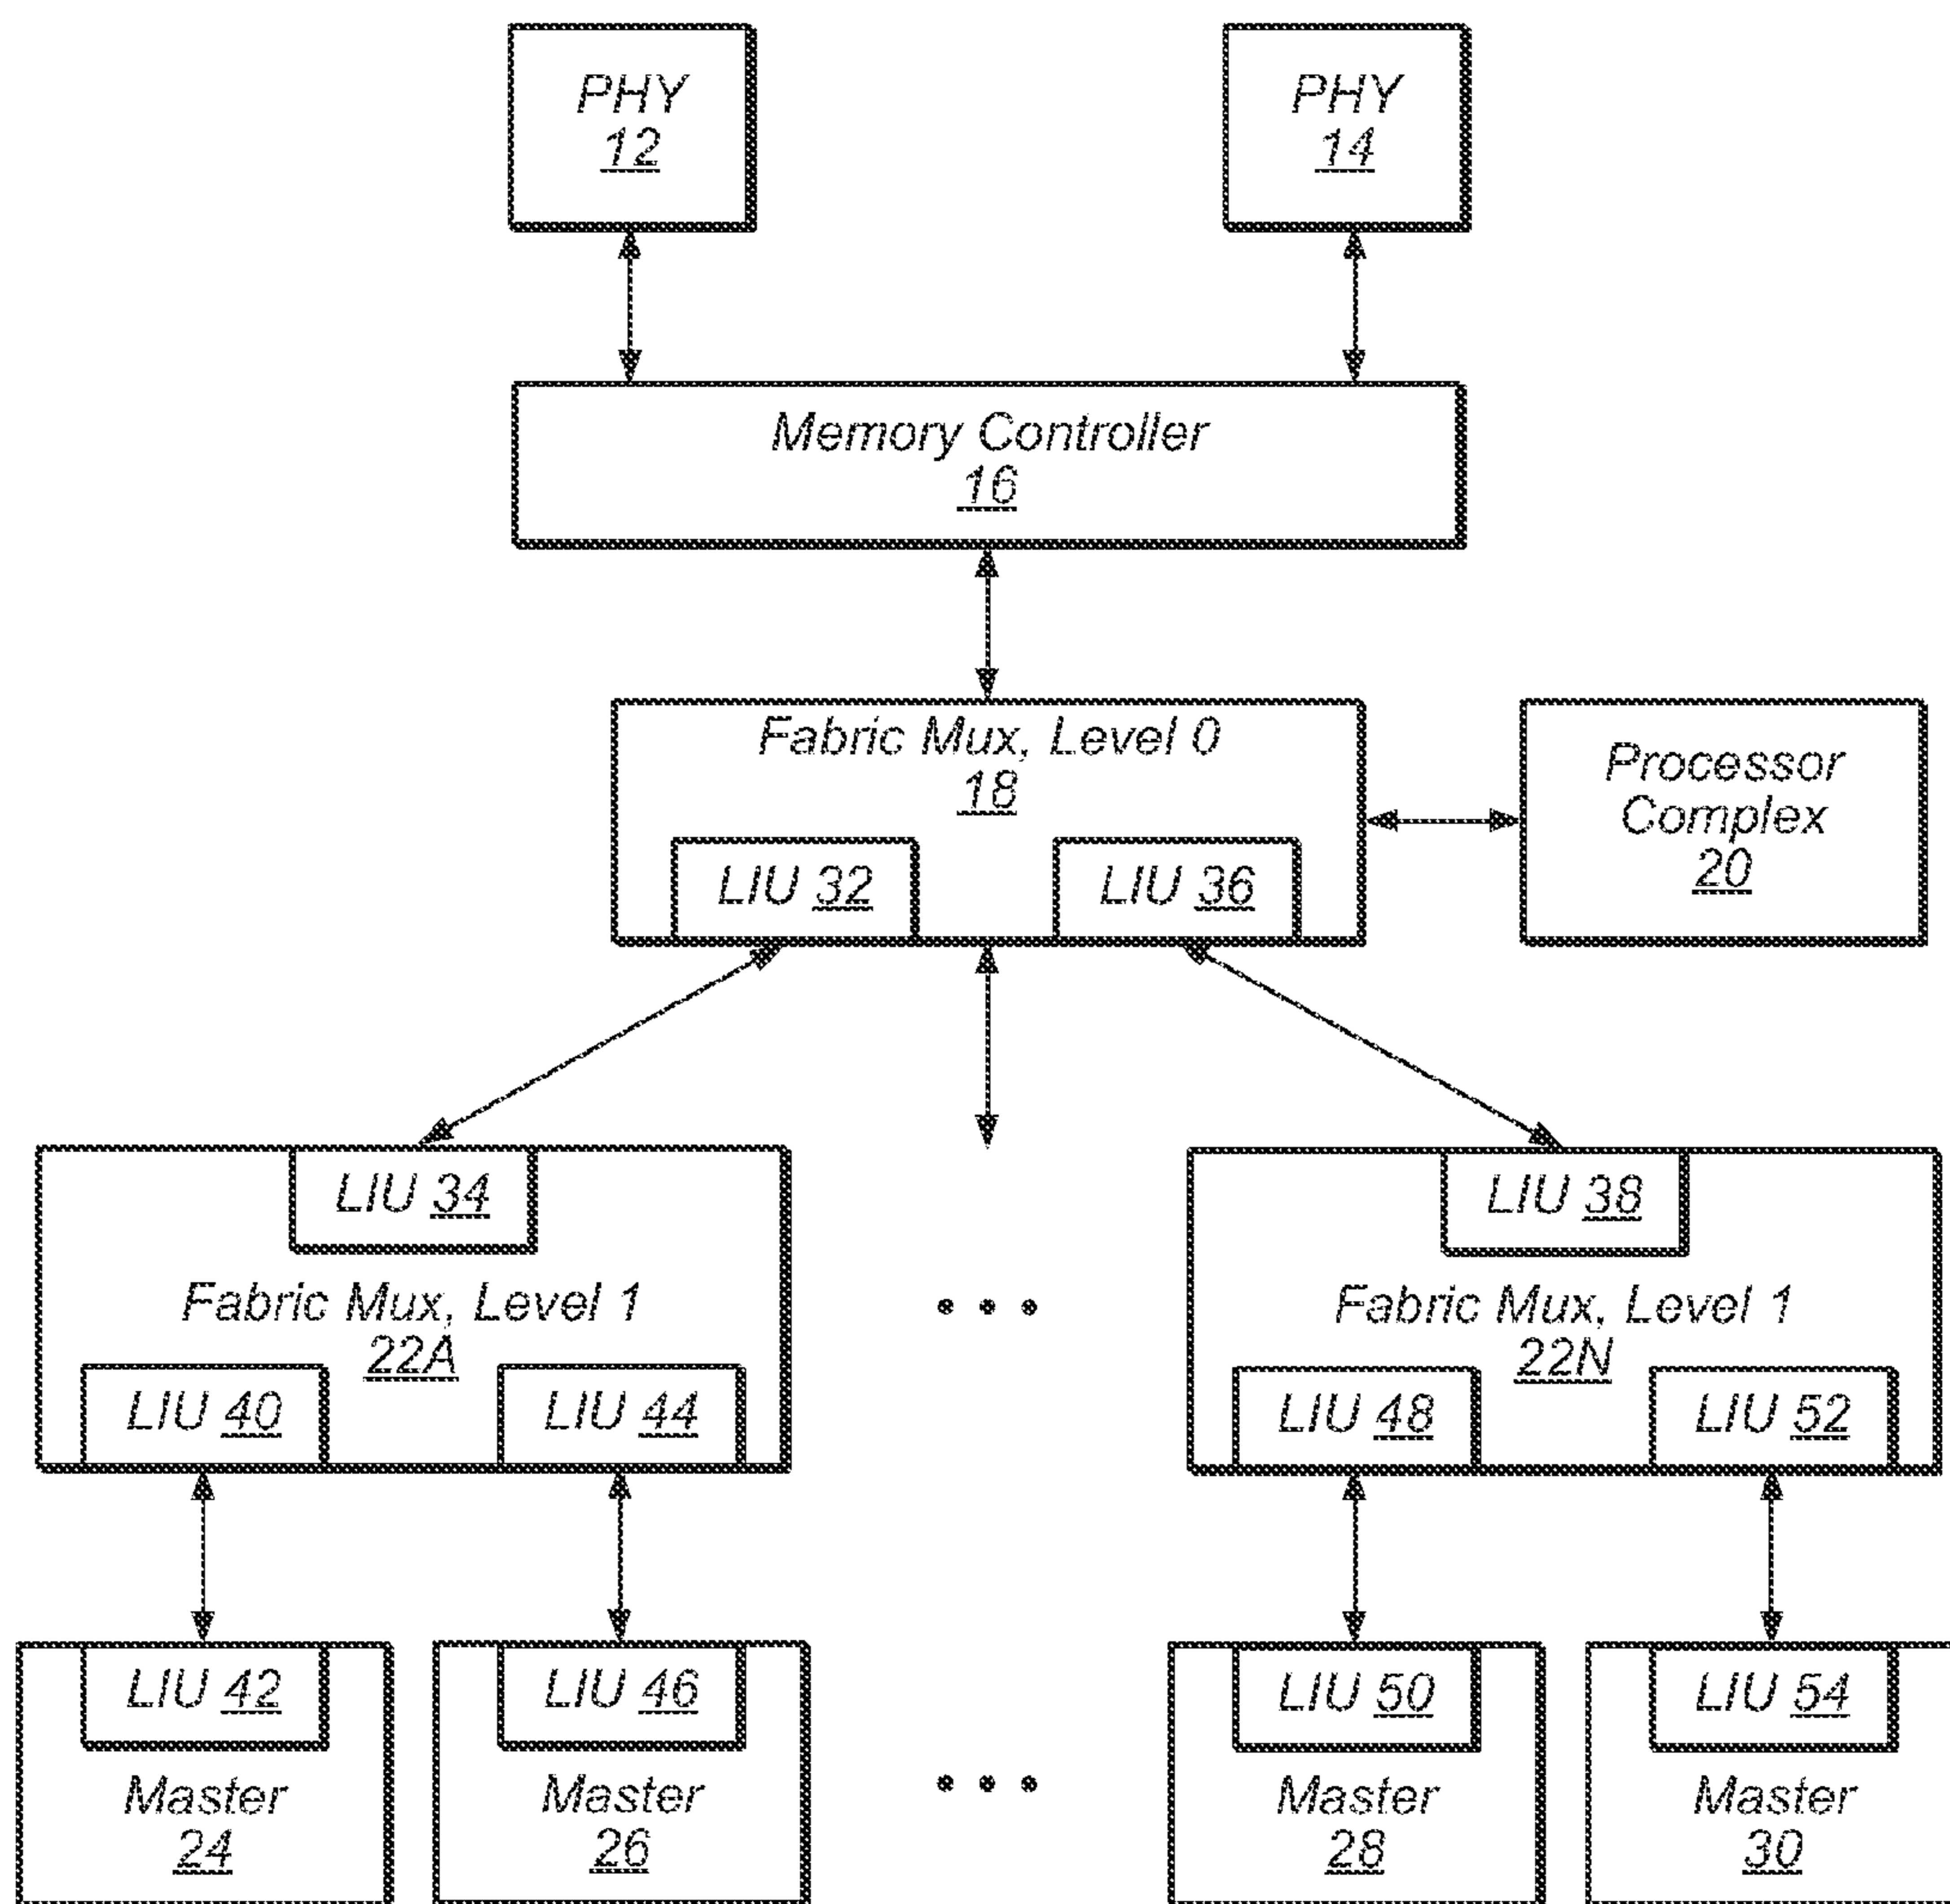 PHY
12
PHY
14
Memory Controller
16
Fabric Mux, Level 0
18
LIU 32
LIU 36
Processor
Complex
20
LIU 34
Fabric Mux, Level 1
22A
LIU 40
LIU 44
• • •
LIU 38
Fabric Mux, Level 1
22N
LIU 48
LIU 52
LIU 42
Master
24
LIU 46
Master
26
• • •
LIU 50
Master
28
LIU 54
Master
30